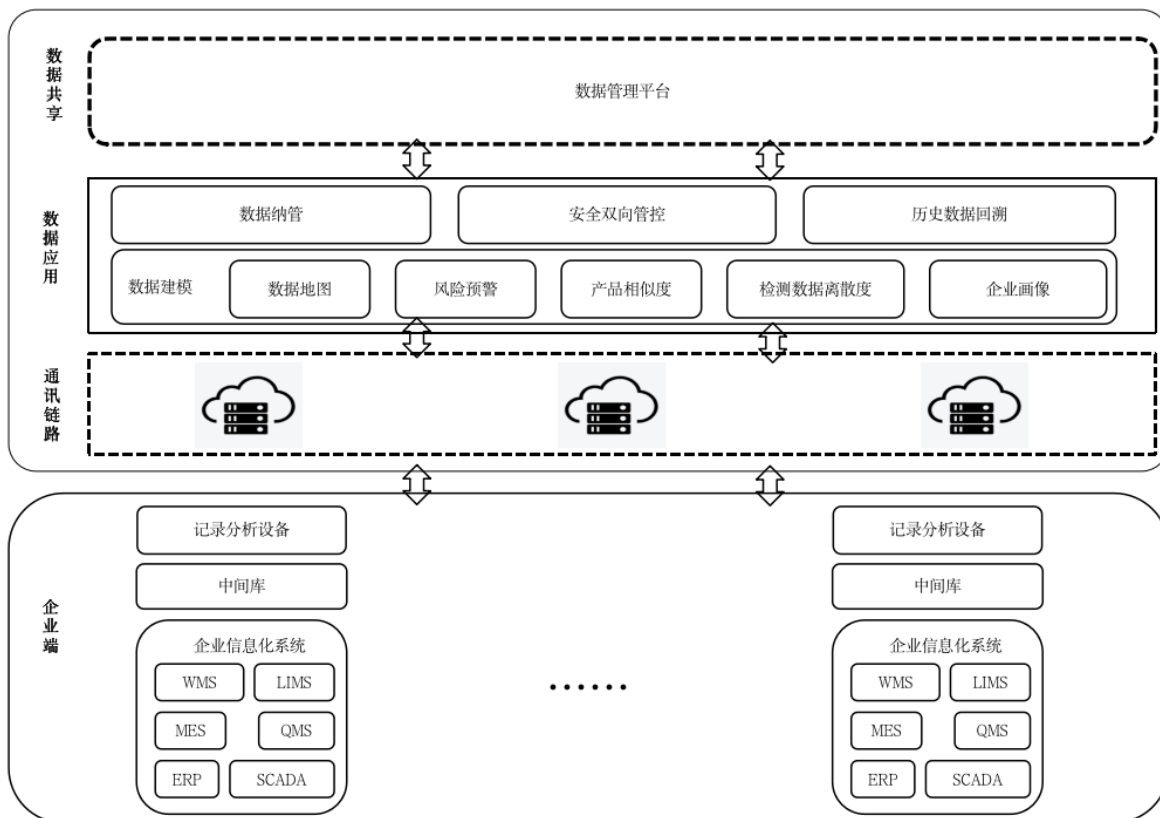 数据共享
数据管理平台
数据应用
数据纳管
安全双向管控
历史数据回溯
数据建模
数据地图
风险预警
产品相似度
检测数据离散度
企业画像
通讯链路
企业端
记录分析设备
中间库
企业信息化系统
WMS
LIMS
MES
QMS
ERP
SCADA
......
记录分析设备
中间库
企业信息化系统
WMS
LIMS
MES
QMS
ERP
SCADA